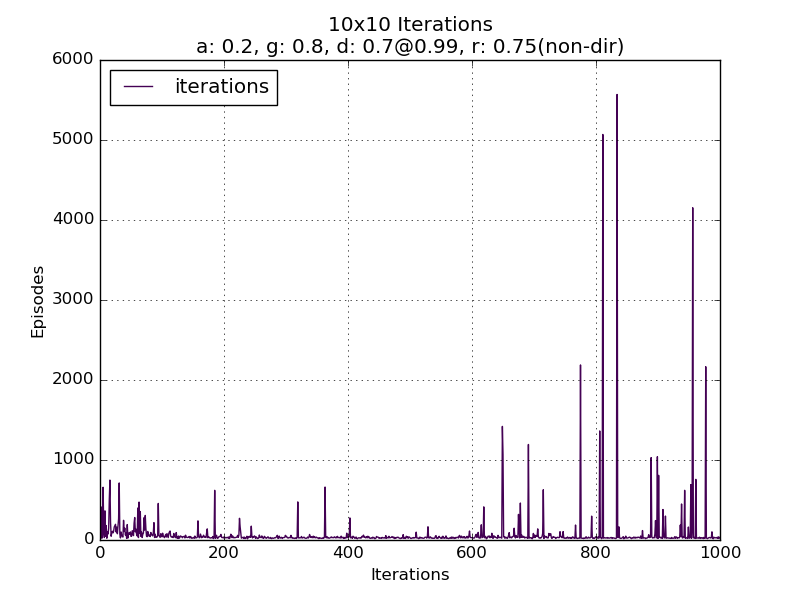 10x10 Iterations
a: 0.2, g: 0.8, d: 0.7@0.99, r: 0.75(non-dir)
iterations
6000
5000
4000
3000
2000
1000
0
Episodes
0 200 400 600 800 1000
Iterations